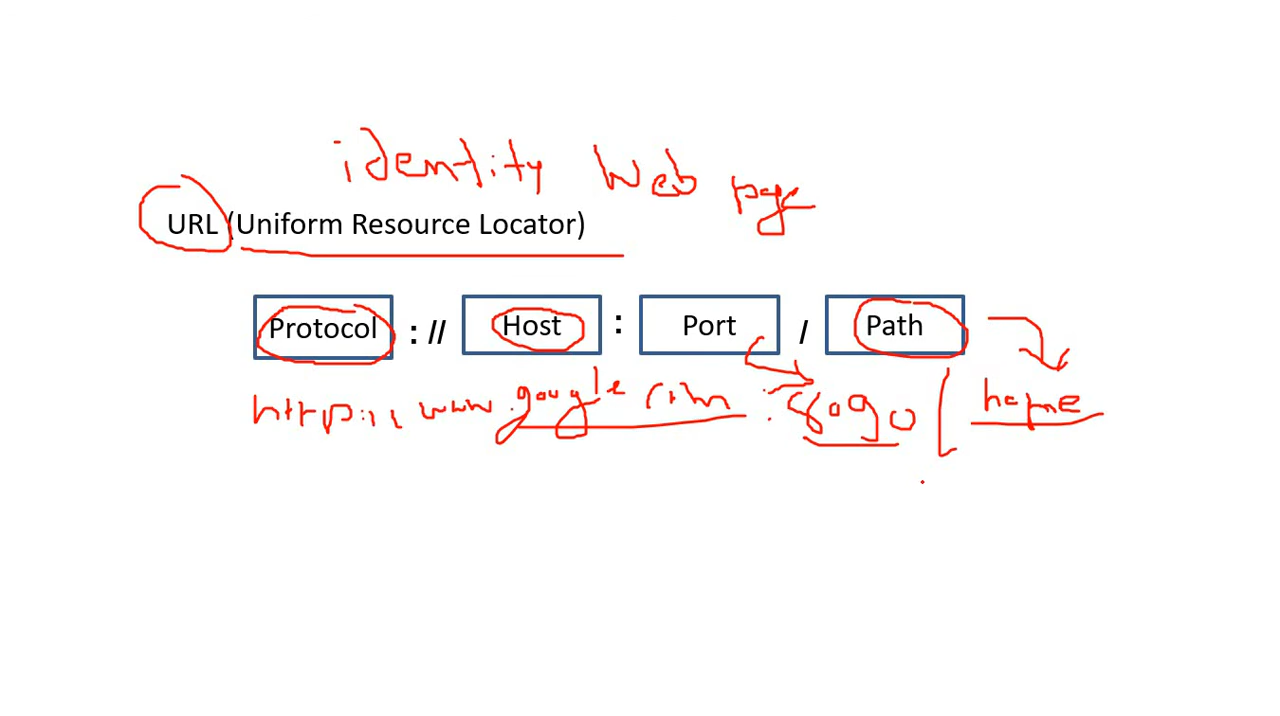 identity Web page
URL (Uniform Resource Locator)
Protocol :// Host : Port / Path
http:// www.google.com :8080 / home